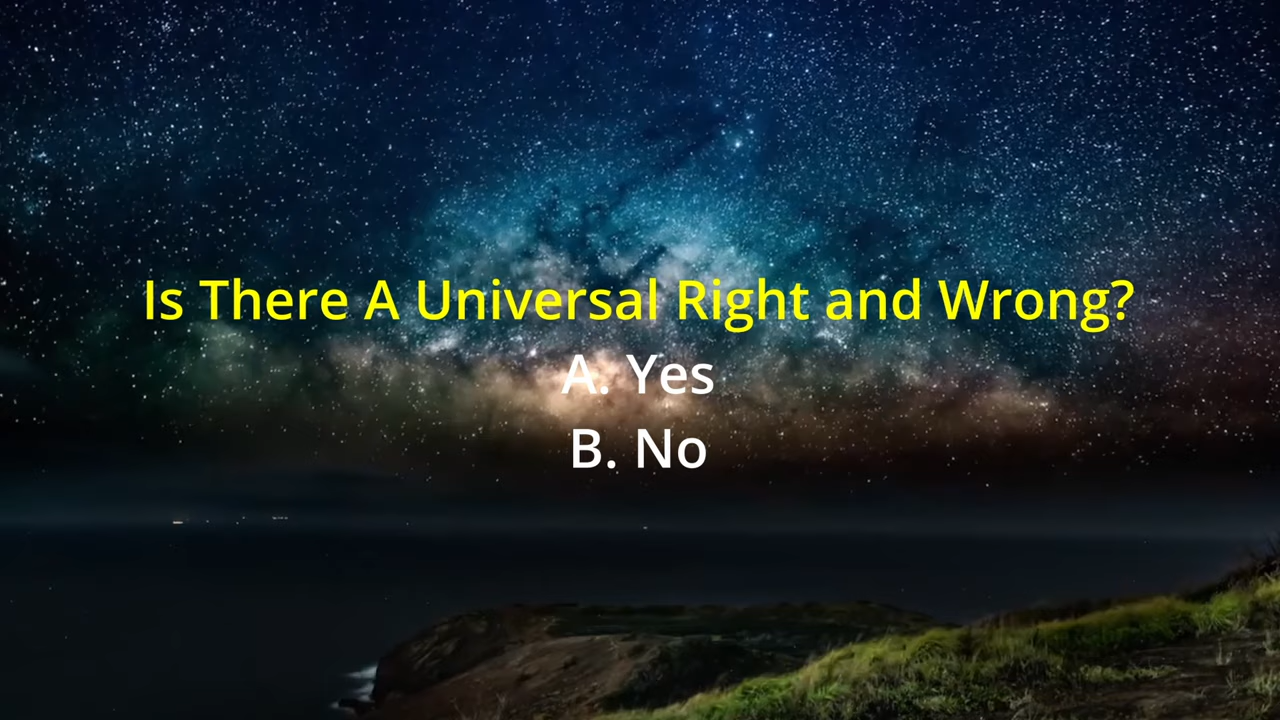 Is There A Universal Right and Wrong?
A. Yes
B. No